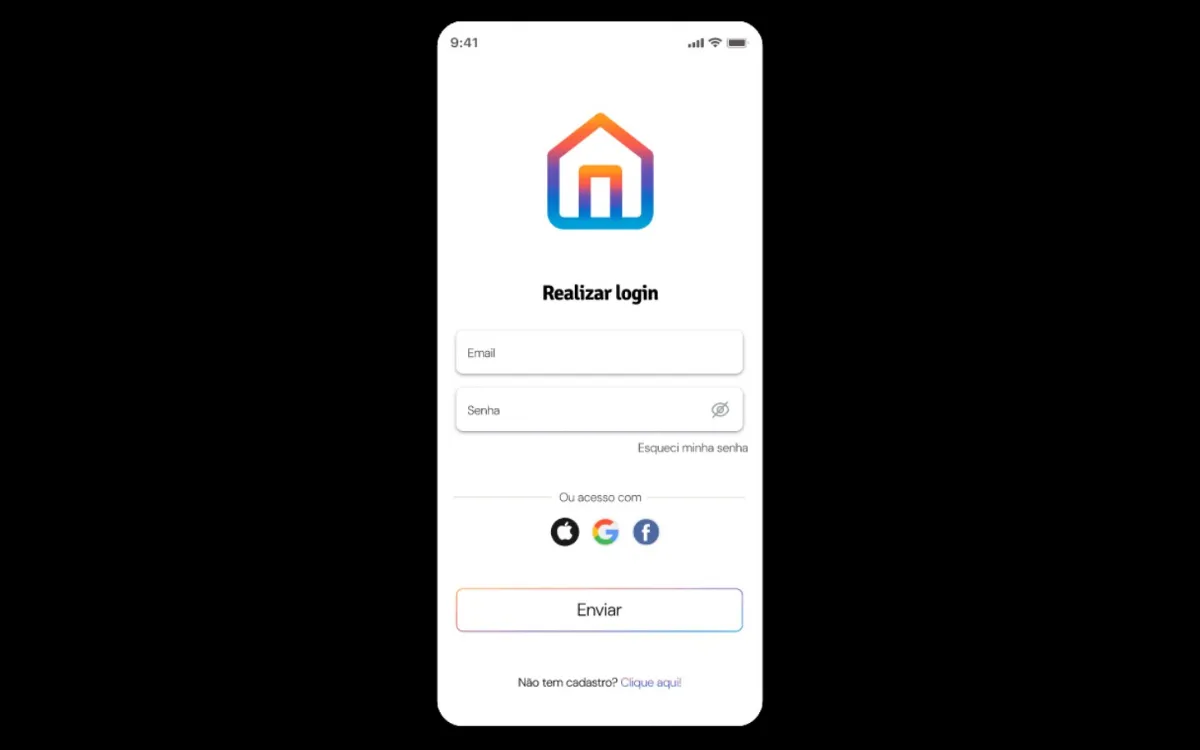 9:41
Realizar login
Email
Senha
Esqueci minha senha
Ou acesso com
Enviar
Não tem cadastro? Clique aqui!